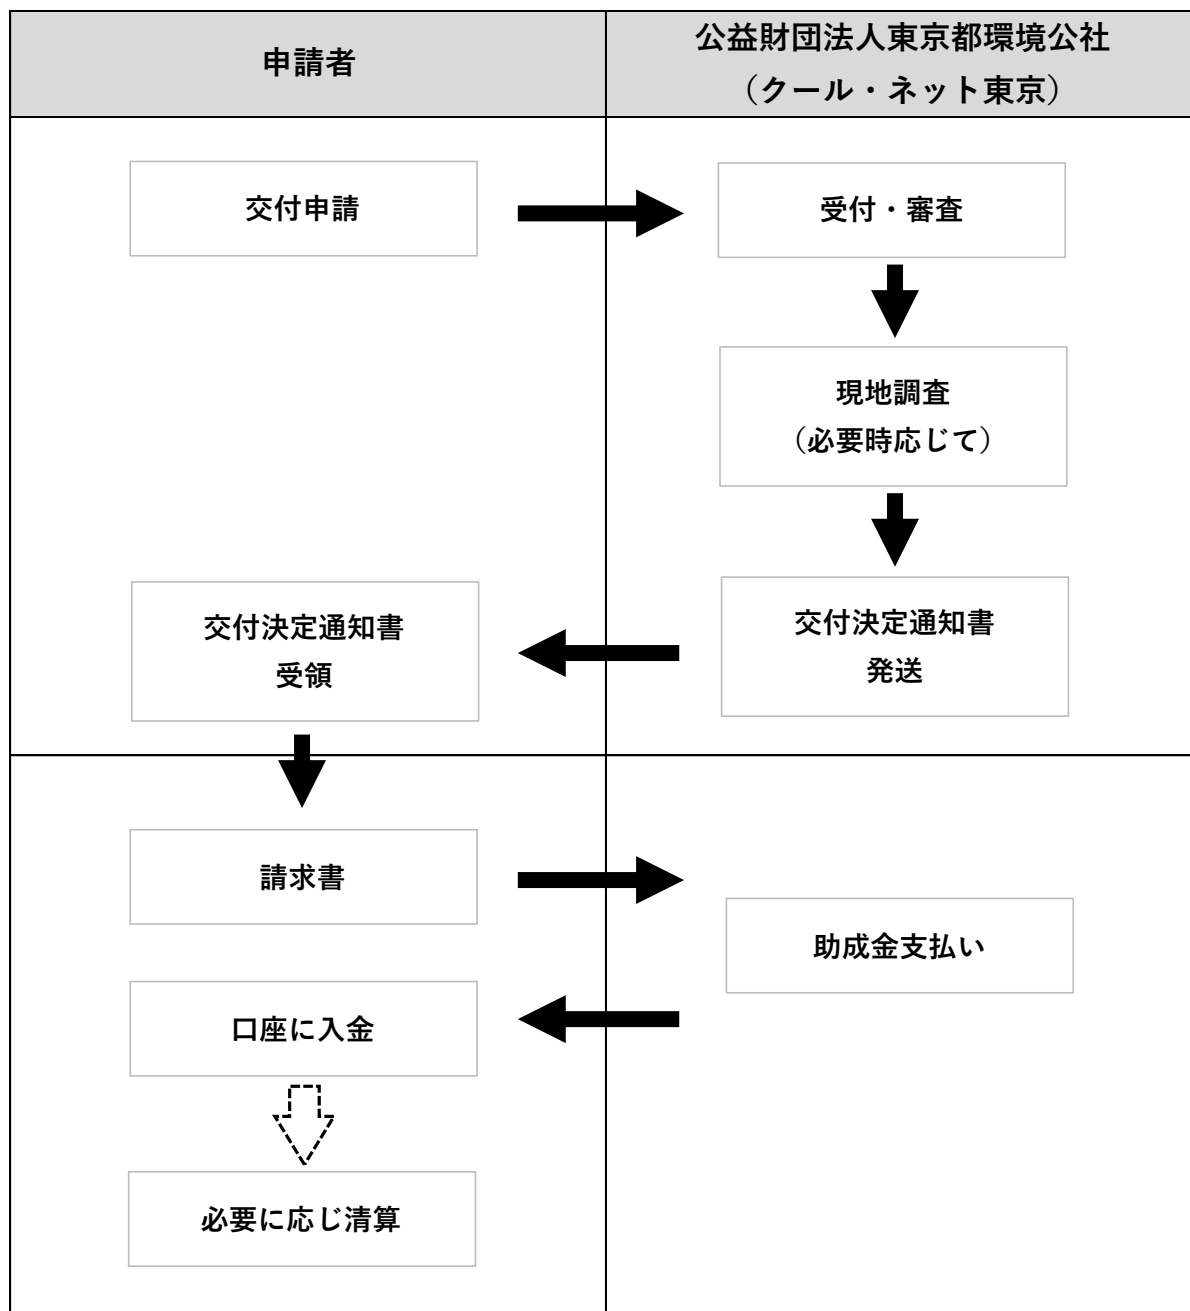 申請者
公益財団法人東京都環境公社
（クール・ネット東京）
交付申請
受付・審査
現地調査
（必要時応じて）
交付決定通知書
発送
交付決定通知書
受領
請求書
助成金支払い
口座に入金
必要に応じ清算